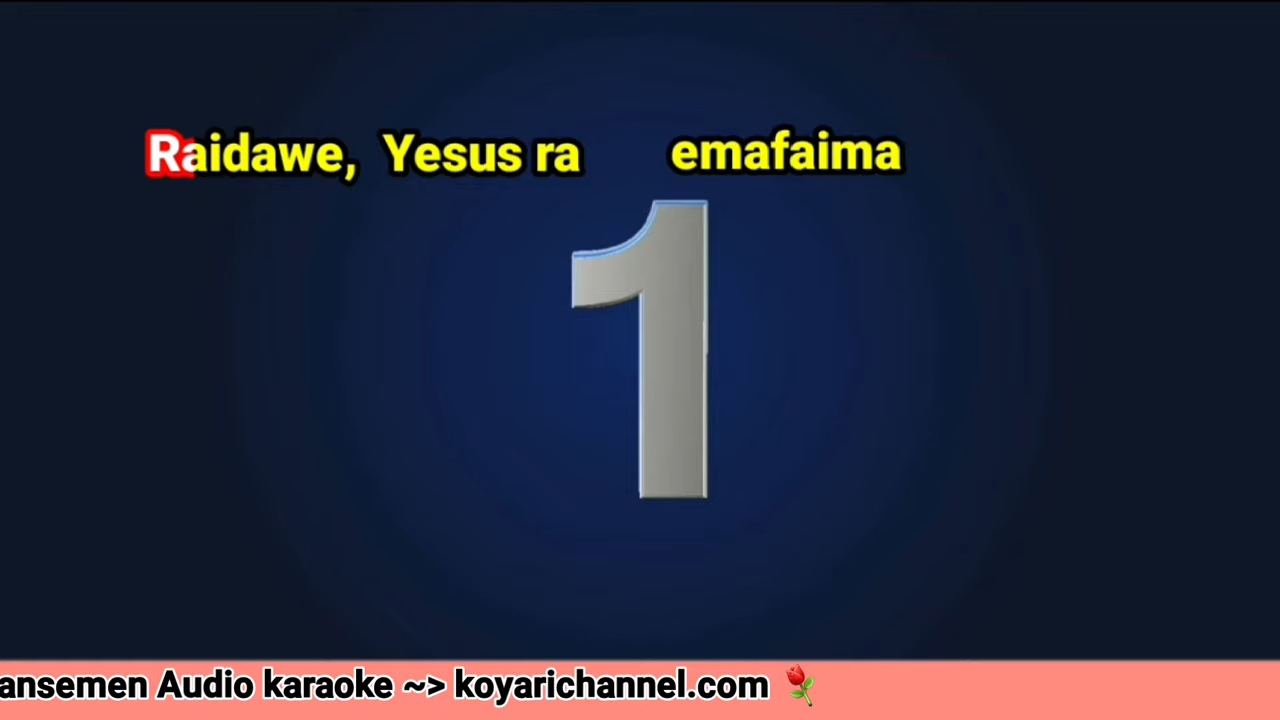 Raidawe, Yesus ra emafaima
1
ansemen Audio karaoke ~> koyarichannel.com 🌹